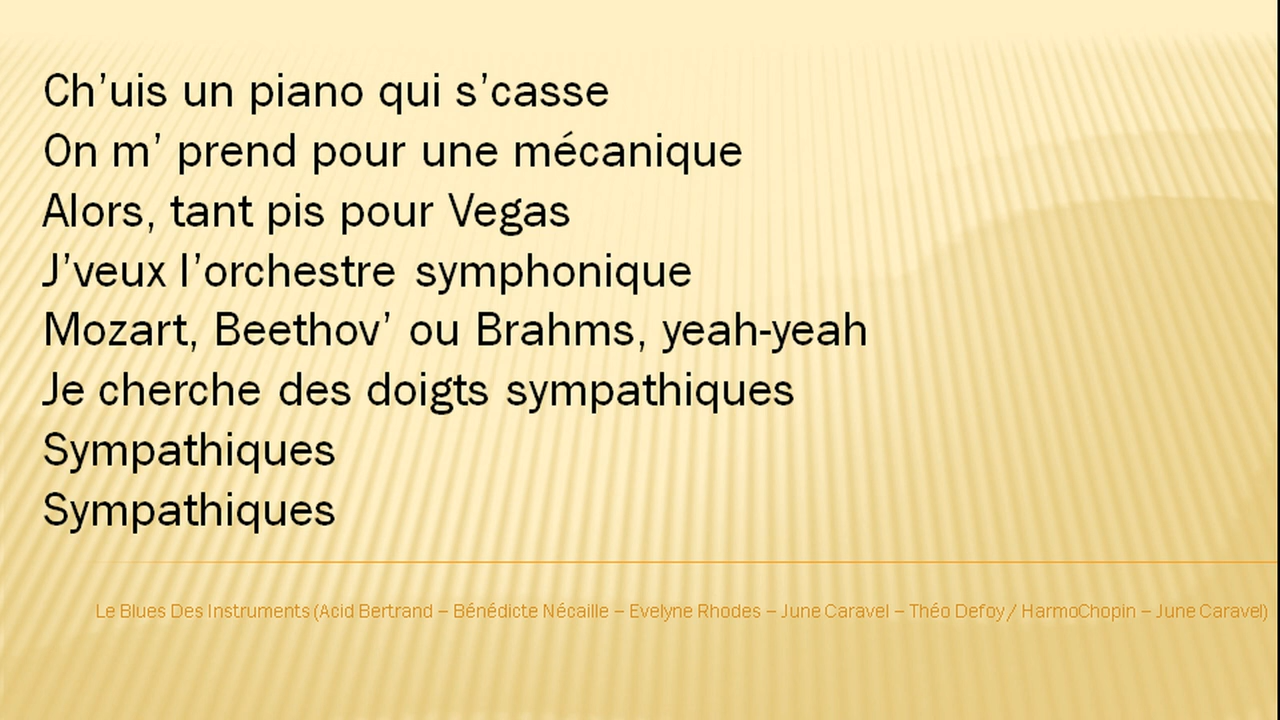 Ch’uis un piano qui s’casse
On m’ prend pour une mécanique
Alors, tant pis pour Vegas
J’veux l’orchestre symphonique
Mozart, Beethov’ ou Brahms, yeah-yeah
Je cherche des doigts sympathiques
Sympathiques
Sympathiques
Le Blues Des Instruments (Acid Bertrand – Bénédicte Nécaille – Evelyne Rhodes – June Caravel – Théo Defoy / HarmoChopin – June Caravel)